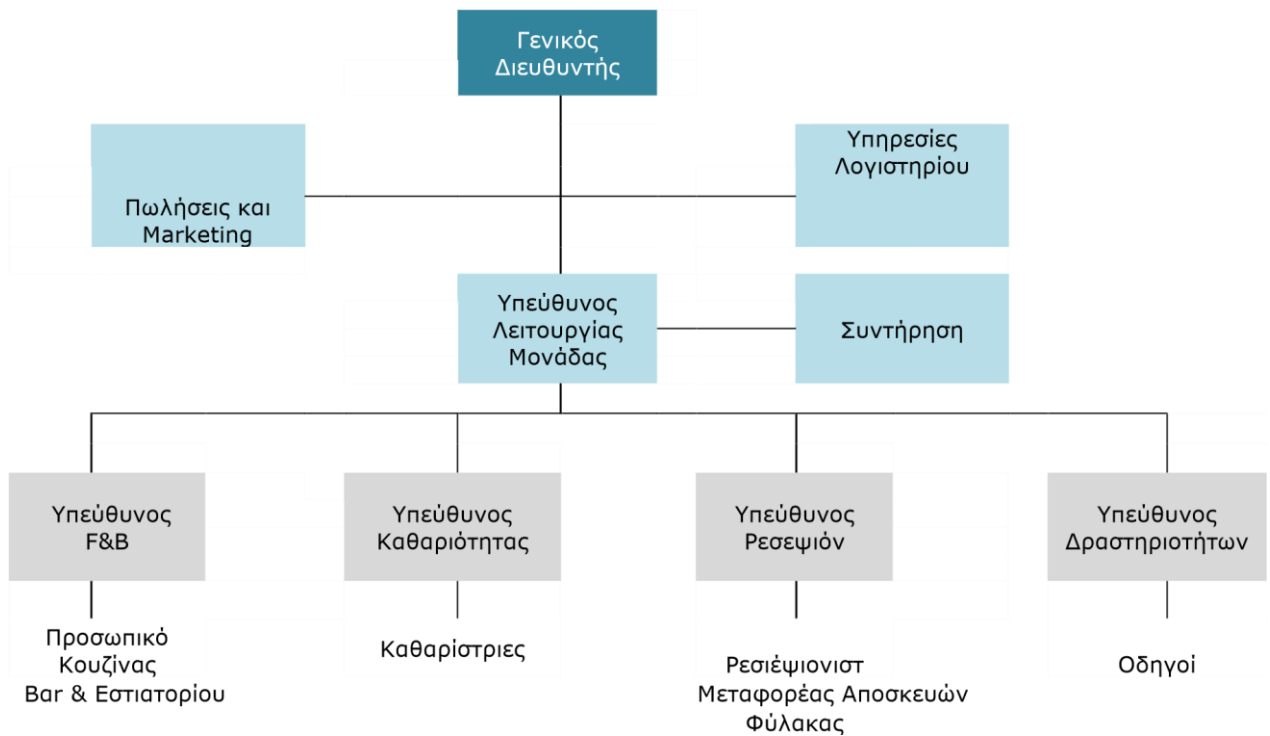 Γενικός
Διευθυντής
Πωλήσεις και
Marketing
Υπηρεσίες
Λογιστηρίου
Υπεύθυνος
Λειτουργίας
Μονάδας
Συντήρηση
Υπεύθυνος
F&B
Υπεύθυνος
Καθαριότητας
Υπεύθυνος
Ρεσεψιόν
Υπεύθυνος
Δραστηριοτήτων
Προσωπικό
Κουζίνας
Bar & Εστιατορίου
Καθαρίστριες
Ρεσιέψιονιστ
Μεταφορέας Αποσκευών
Φύλακας
Οδηγοί